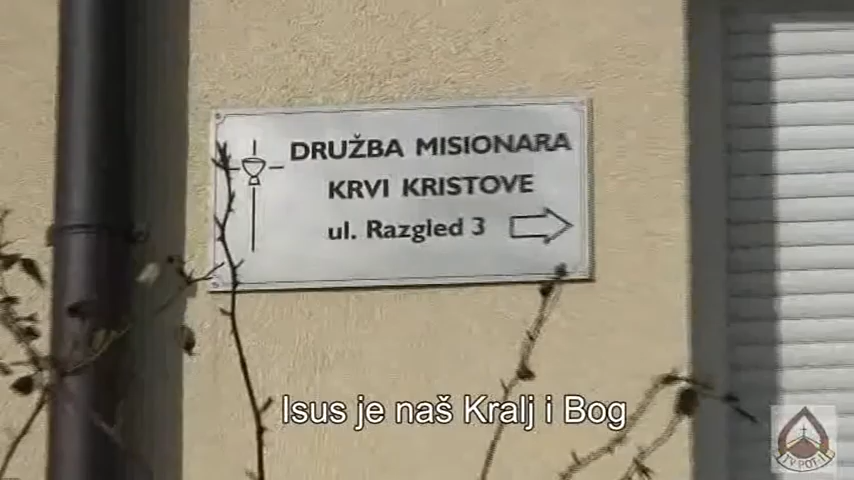 DRUŽBA MISIONARA
KRVI KRISTOVE
ul. Razgled 3
Isus je naš Kralj i Bog